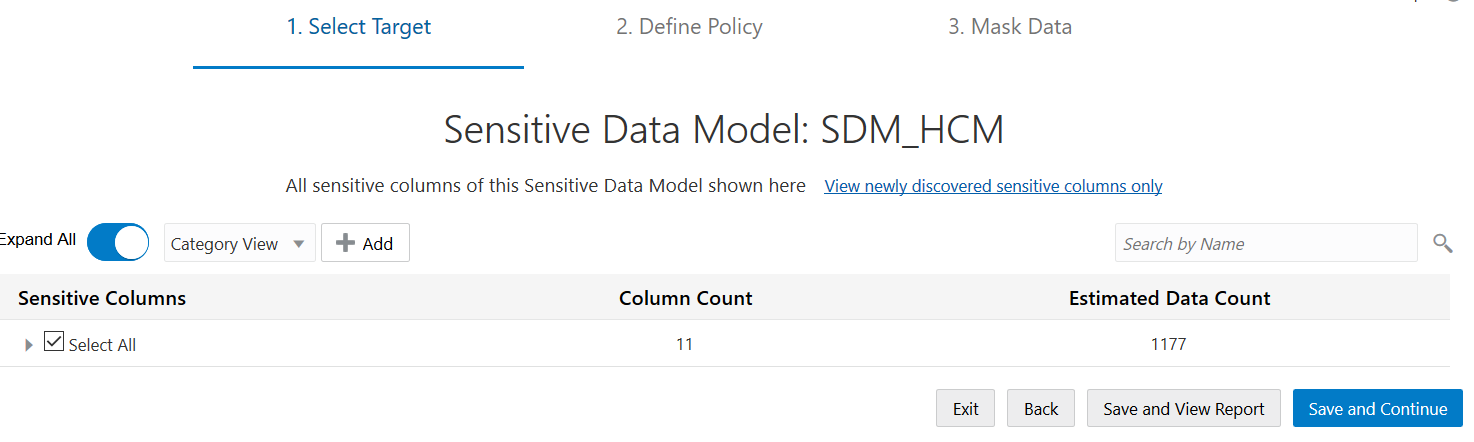 1. Select Target 2. Define Policy 3. Mask Data
Sensitive Data Model: SDM_HCM
All sensitive columns of this Sensitive Data Model shown here View newly discovered sensitive columns only
Expand All Category View Add Search by Name
Sensitive Columns Column Count Estimated Data Count
Select All 11 1177
Exit Back Save and View Report Save and Continue